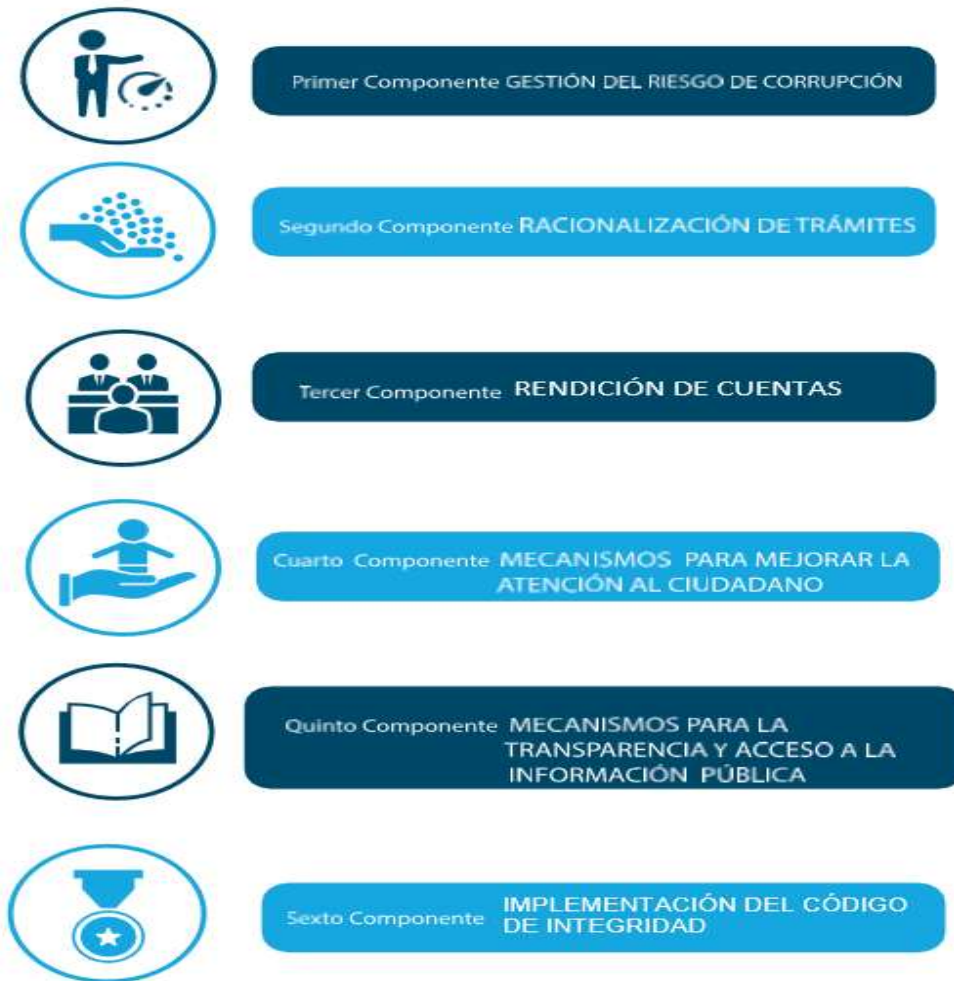 Primer Componente GESTIÓN DEL RIESGO DE CORRUPCIÓN
Segundo Componente RACIONALIZACIÓN DE TRÁMITES
Tercer Componente RENDICIÓN DE CUENTAS
Cuarto Componente MECANISMOS PARA MEJORAR LA
ATENCIÓN AL CIUDADANO
Quinto Componente MECANISMOS PARA LA
TRANSPARENCIA Y ACCESO A LA
INFORMACIÓN PÚBLICA
Sexto Componente IMPLEMENTACIÓN DEL CÓDIGO
DE INTEGRIDAD